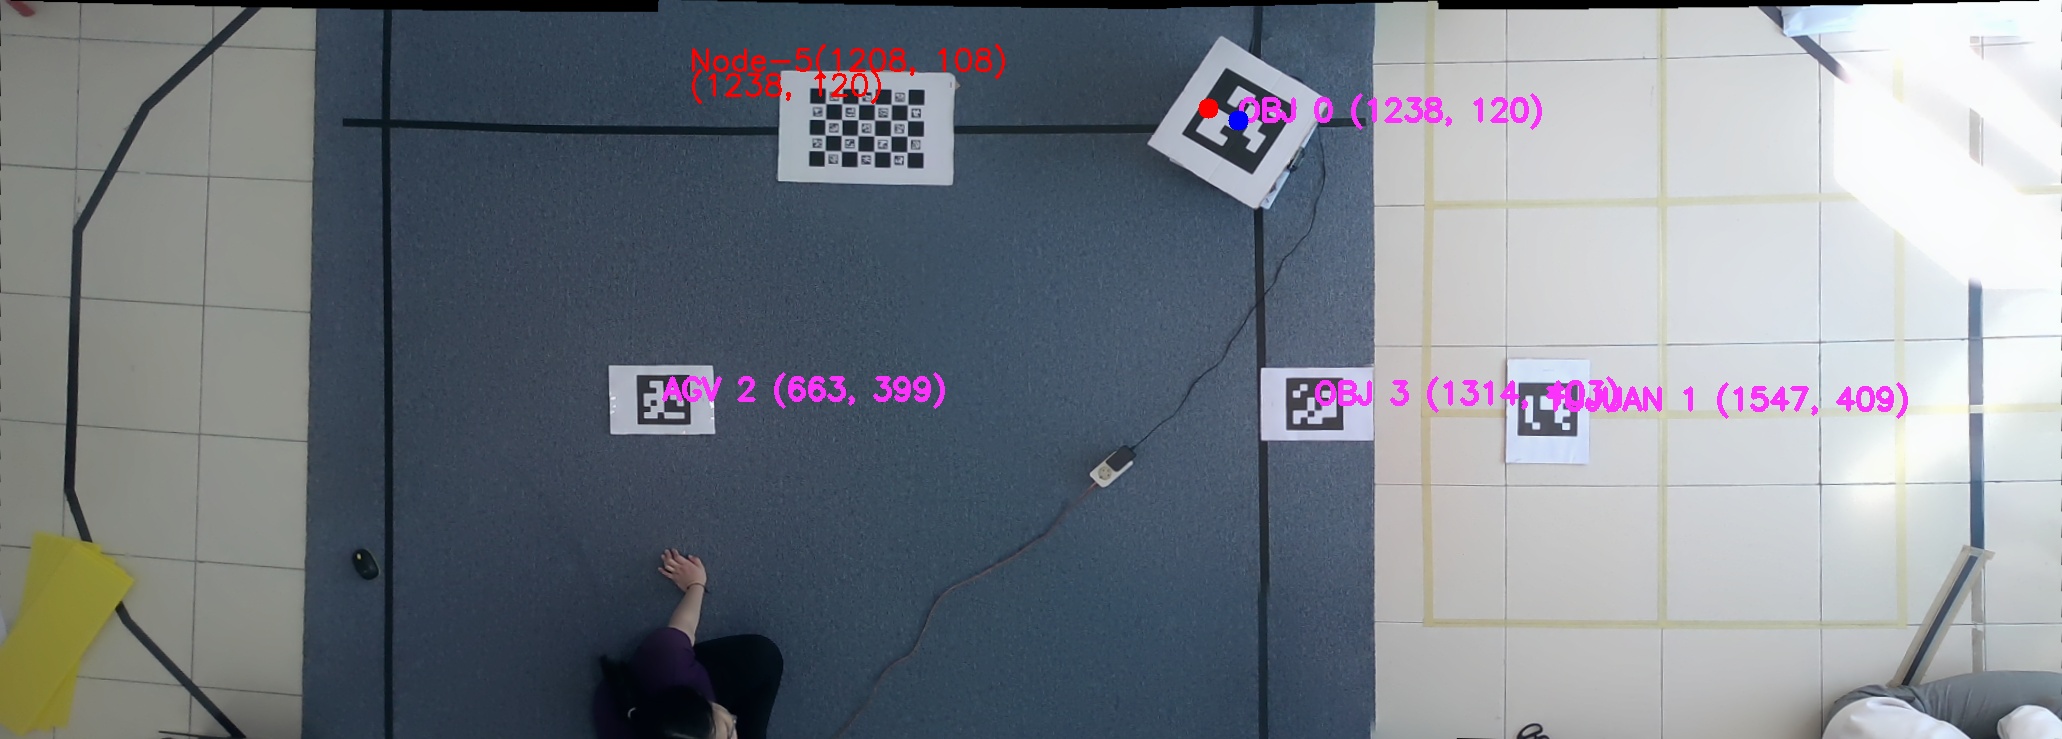 Node-5(1208, 108)
(1238, 120)
OBJ 0 (1238, 120)
AGV 2 (663, 399)
OBJ 3 (1314, 403)
1 (1547, 409)